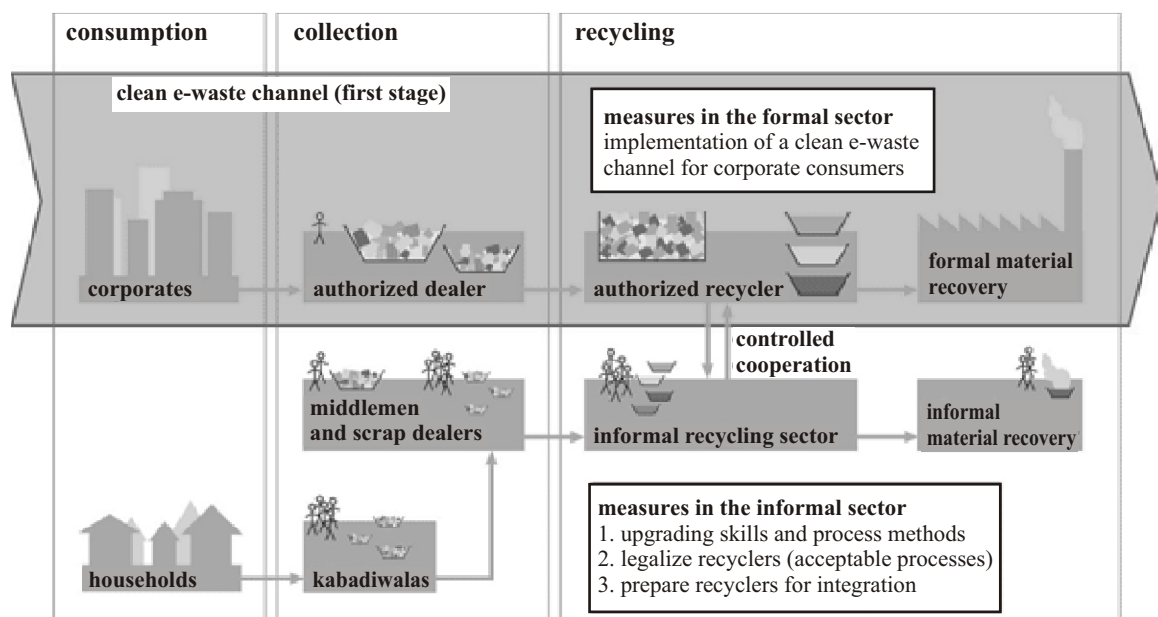 consumption
collection
recycling
clean e-waste channel (first stage)
measures in the formal sector
implementation of a clean e-waste
channel for corporate consumers
corporates
authorized dealer
authorized recycler
formal material
recovery
controlled
cooperation
middlemen
and scrap dealers
informal recycling sector
informal
material recovery
measures in the informal sector
1. upgrading skills and process methods
2. legalize recyclers (acceptable processes)
3. prepare recyclers for integration
households
kabadiwalas